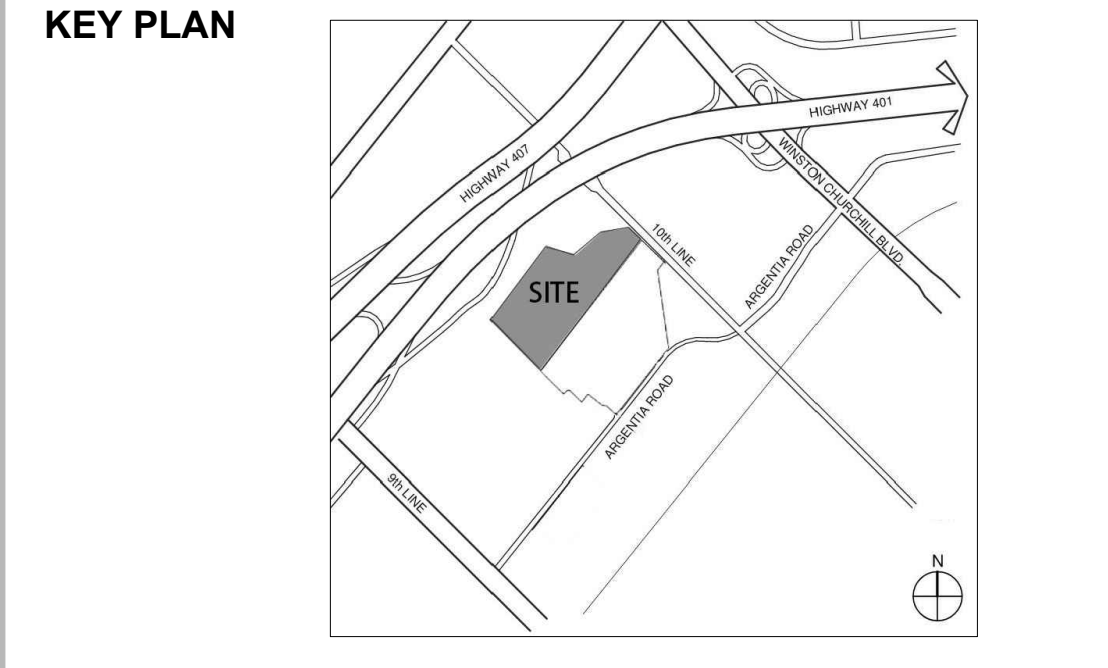 KEY PLAN
HIGHWAY 401
HIGHWAY 407
WINSTON CHURCHILL BLVD.
10th LINE
ARGENTIA ROAD
SITE
ARGENTIA ROAD
9th LINE
N